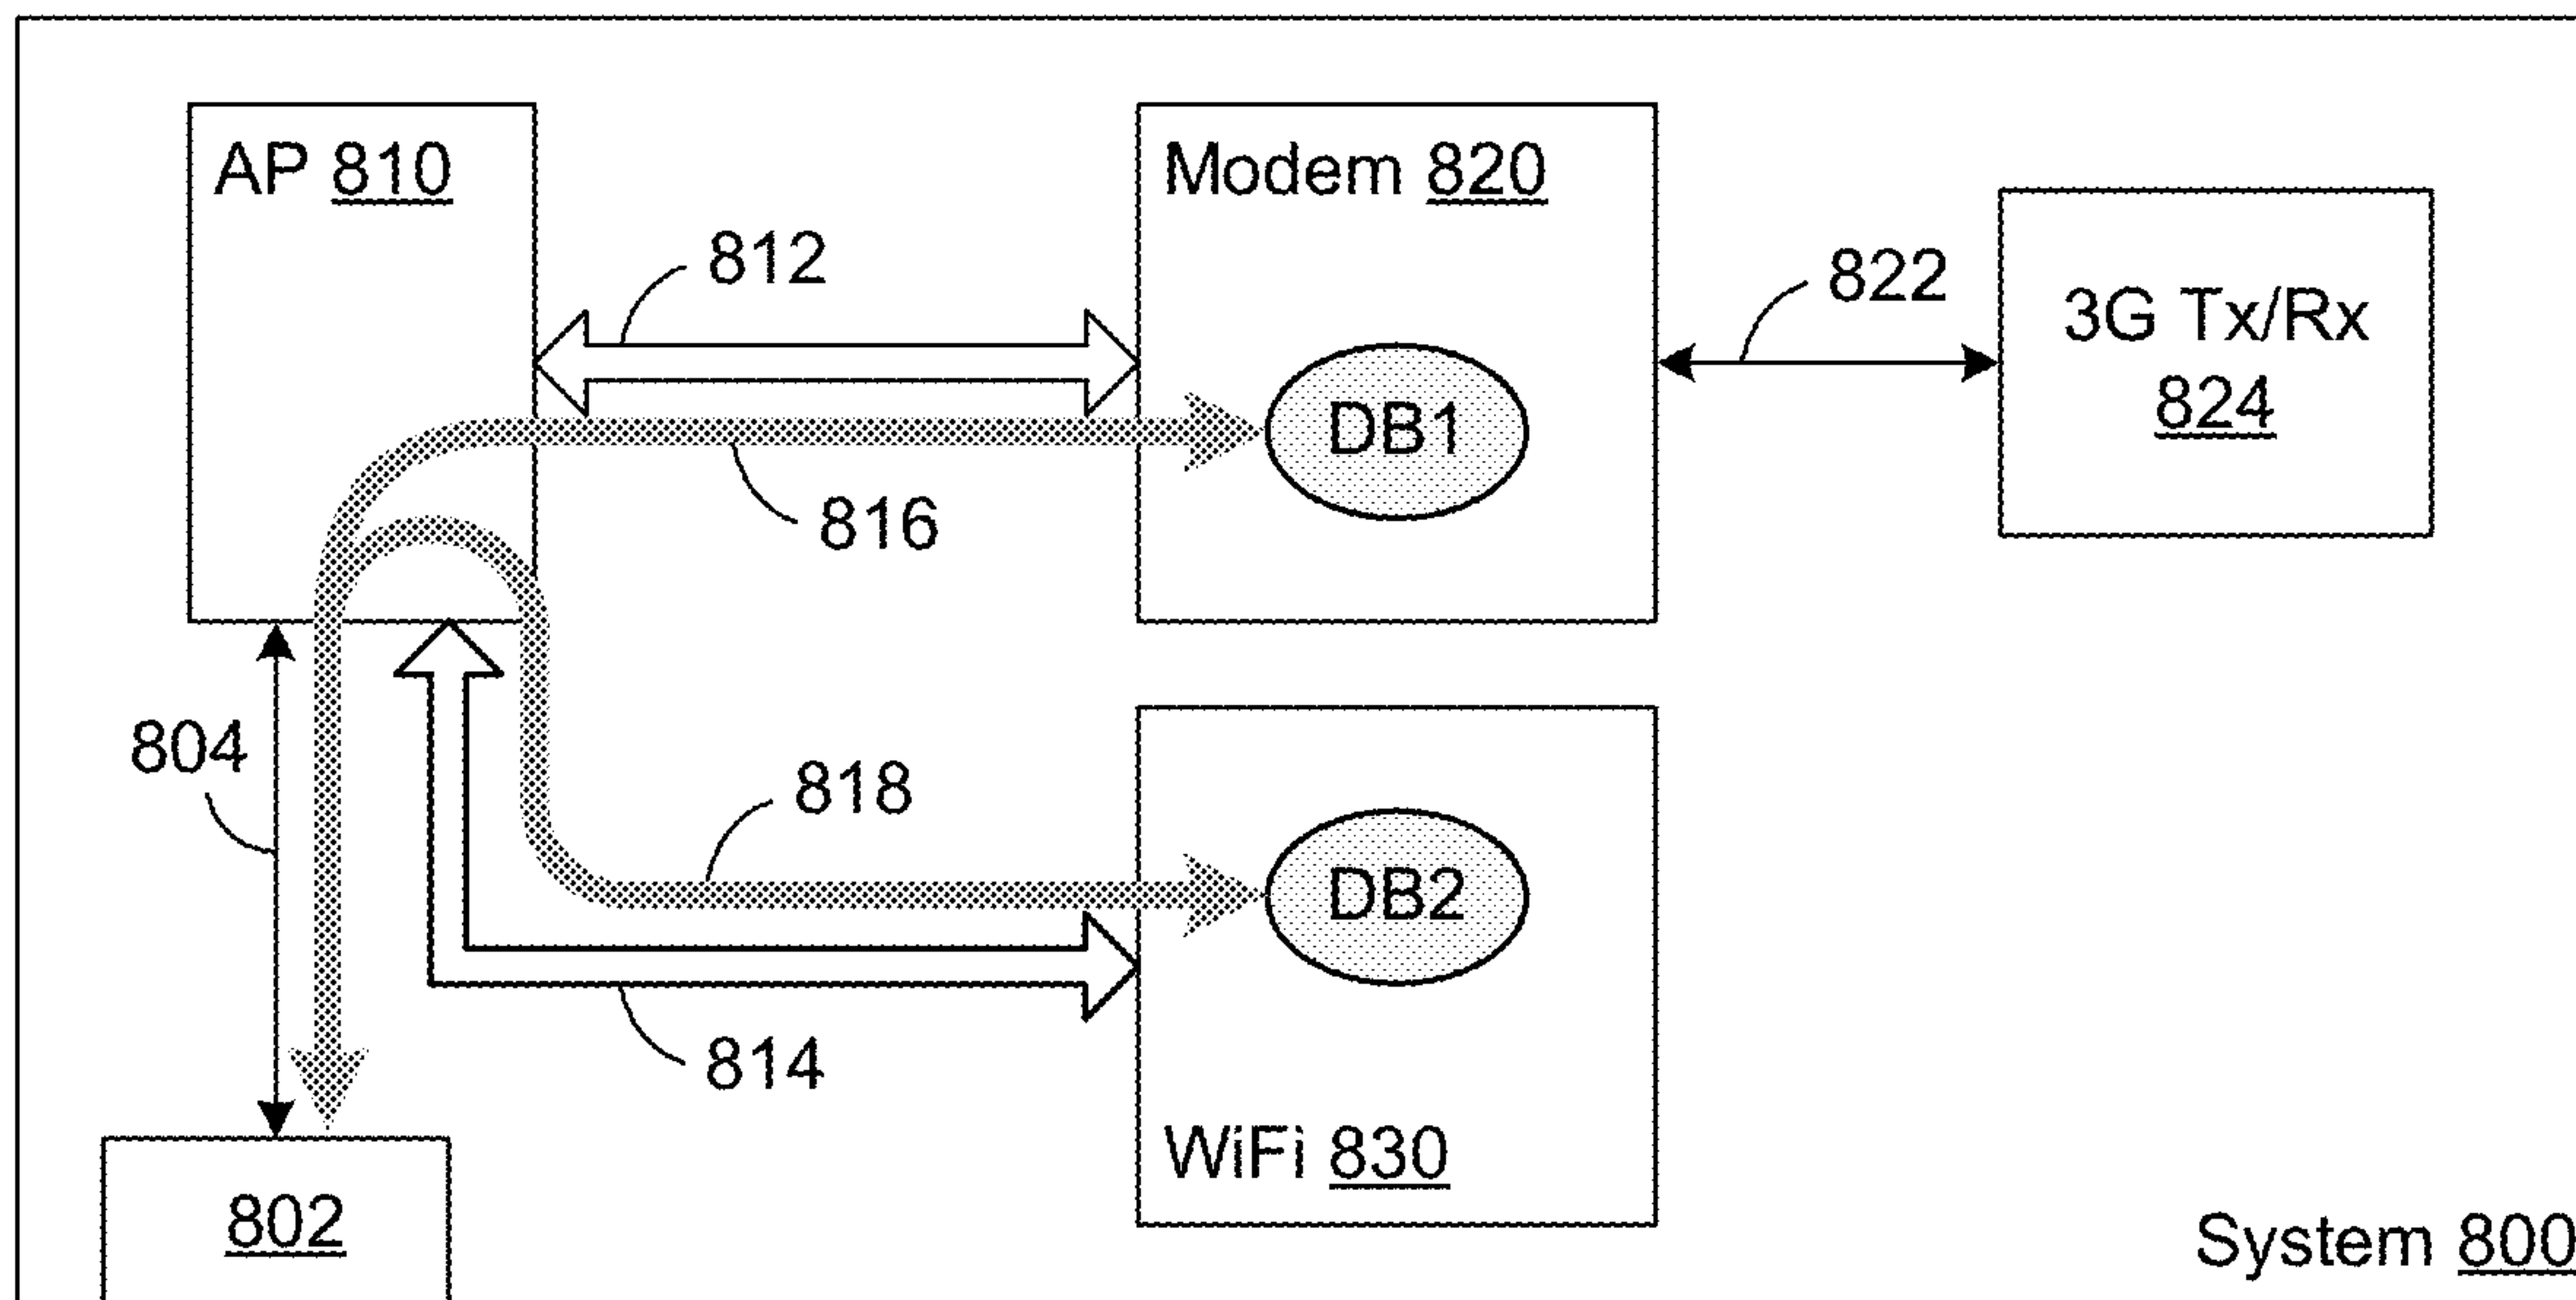 AP 810
Modem 820
812
822
3G Tx/Rx
824
DB1
816
804
818
DB2
814
WiFi 830
802
System 800